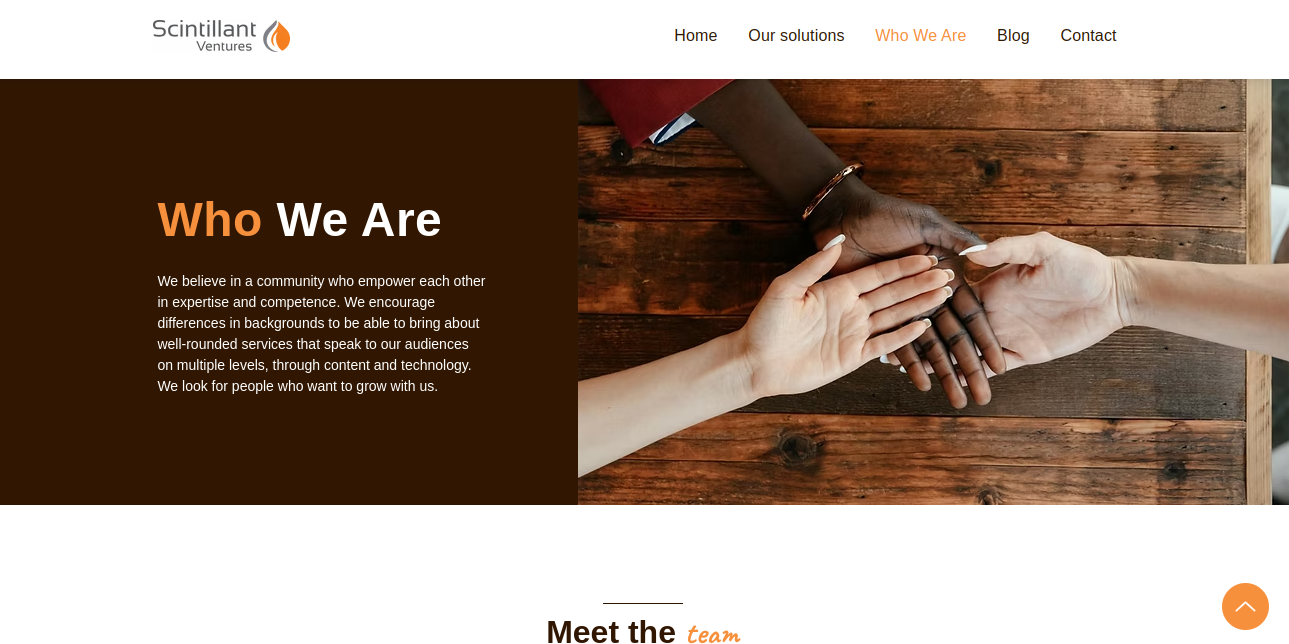 Scintillant
Ventures
Home Our solutions Who We Are Blog Contact
Who We Are
We believe in a community who empower each other
in expertise and competence. We encourage
differences in backgrounds to be able to bring about
well-rounded services that speak to our audiences
on multiple levels, through content and technology.
We look for people who want to grow with us.
Meet the team